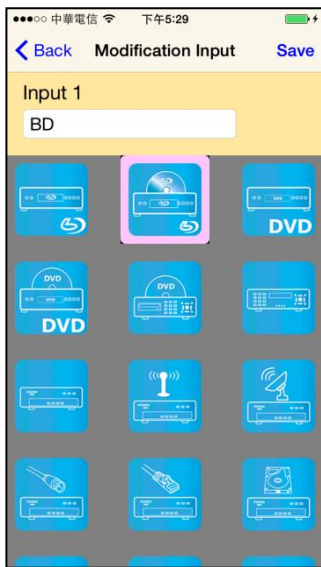 中華電信 下午5:29
Back Modification Input Save
Input 1
BD
DVD
DVD DVD
DVD